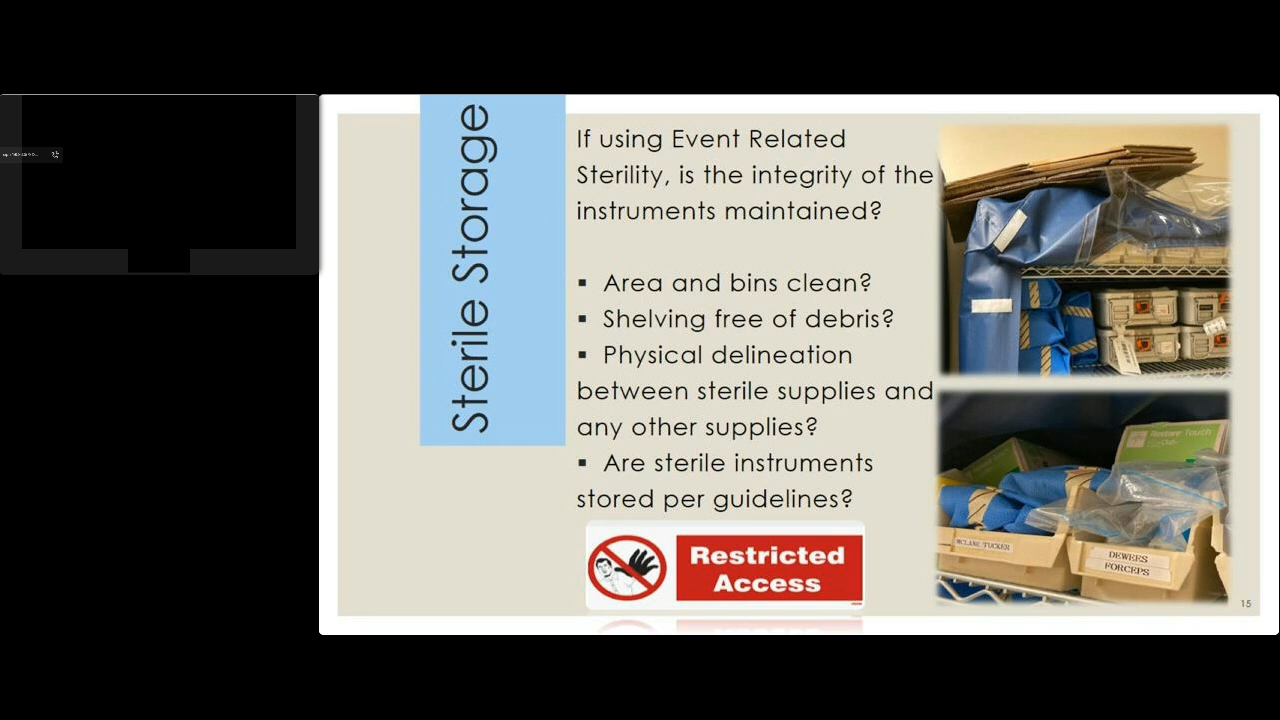 Sterile Storage
If using Event Related
Sterility, is the integrity of the
instruments maintained?
▪ Area and bins clean?
▪ Shelving free of debris?
▪ Physical delineation
between sterile supplies and
any other supplies?
▪ Are sterile instruments
stored per guidelines?
Restricted
Access
Restore Touch
MCLANE TUCKER
DEWEES
FORCEPS
15